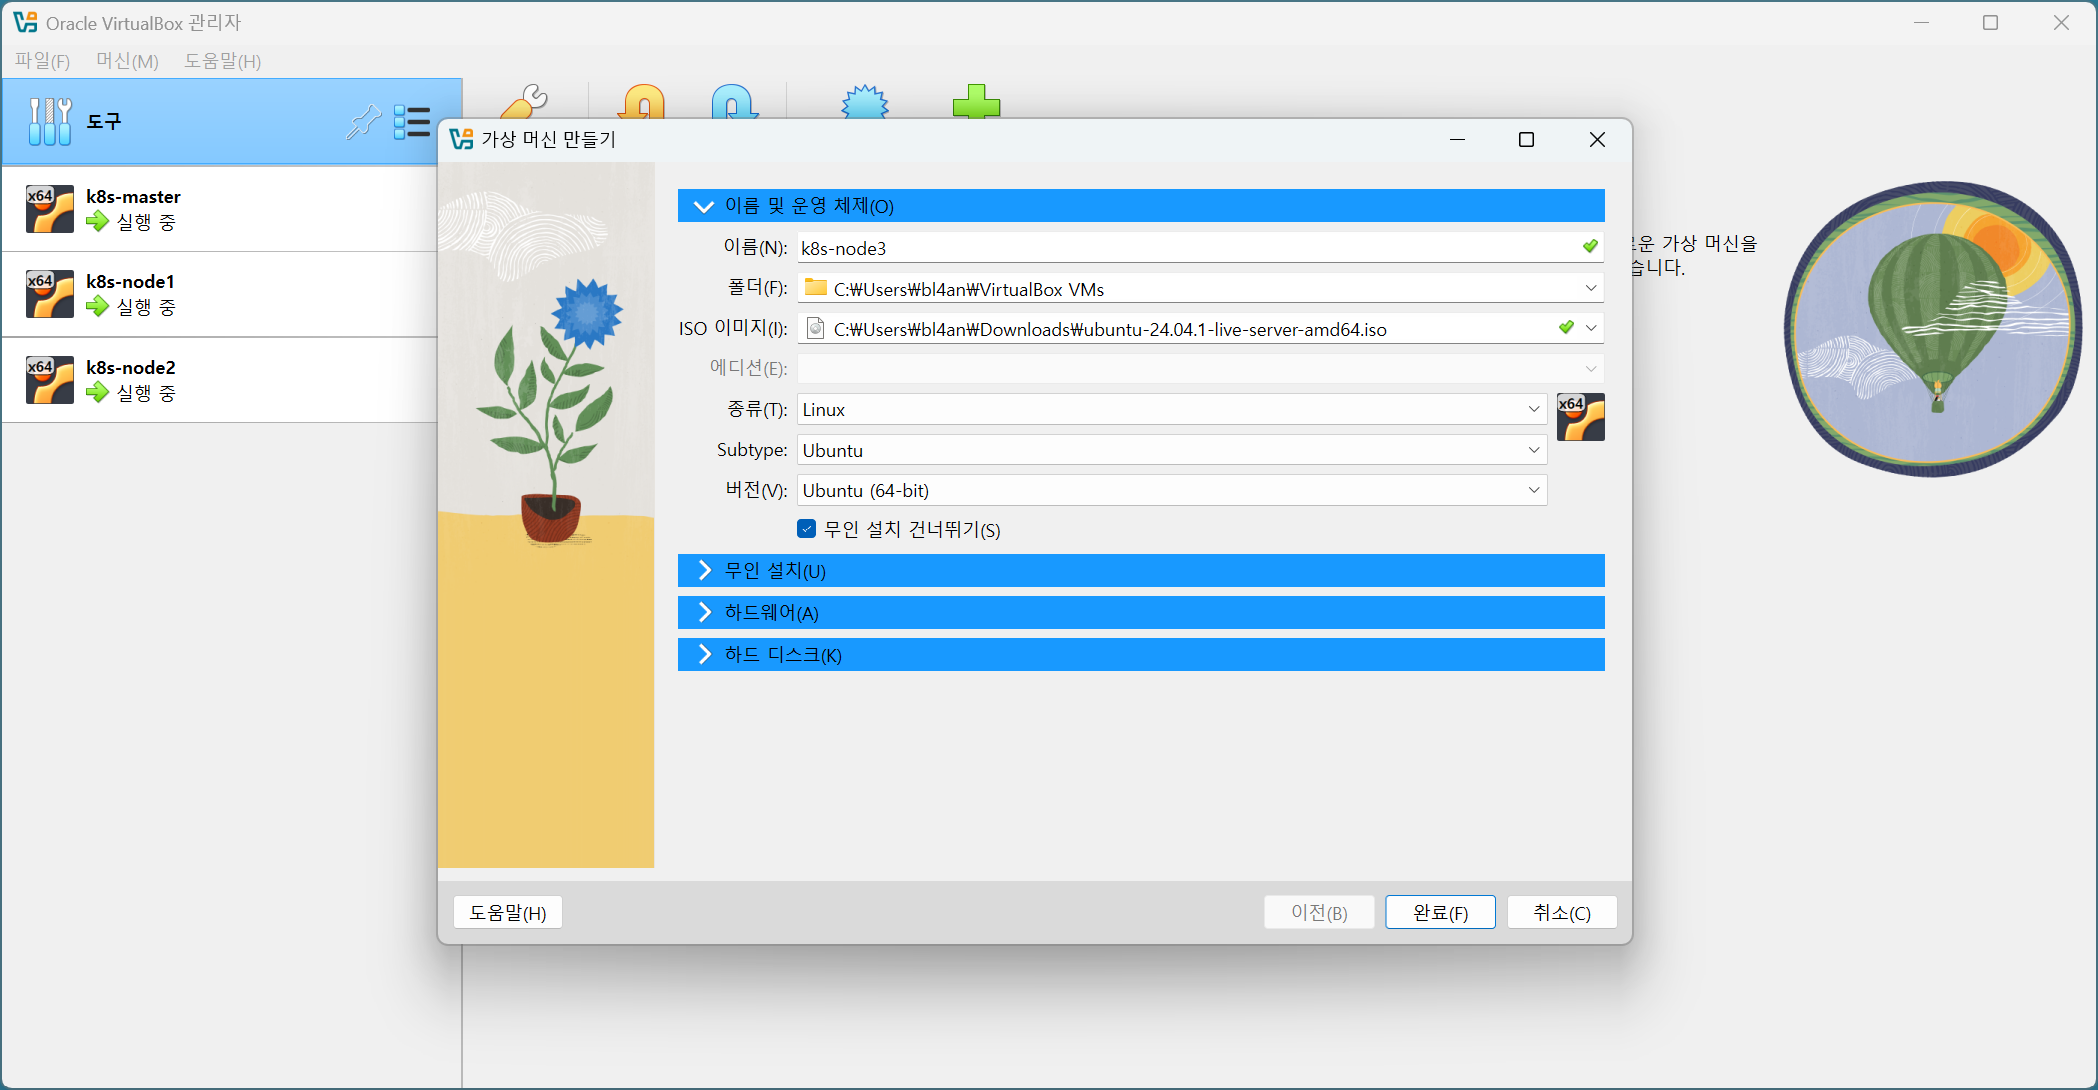 Oracle VirtualBox 관리자
파일(F) 머신(M) 도움말(H)
도구
x64 k8s-master
실행 중
x64 k8s-node1
실행 중
x64 k8s-node2
실행 중
가상 머신 만들기
이름 및 운영 체제(O)
이름(N): k8s-node3
폴더(F): C:₩Users₩bl4an₩VirtualBox VMs
ISO 이미지(I): C:₩Users₩bl4an₩Downloads₩ubuntu-24.04.1-live-server-amd64.iso
에디션(E):
종류(T): Linux
x64
Subtype: Ubuntu
버전(V): Ubuntu (64-bit)
무인 설치 건너뛰기(S)
무인 설치(U)
하드웨어(A)
하드 디스크(K)
도움말(H) 이전(B) 완료(F) 취소(C)
가상 머신을
습니다.